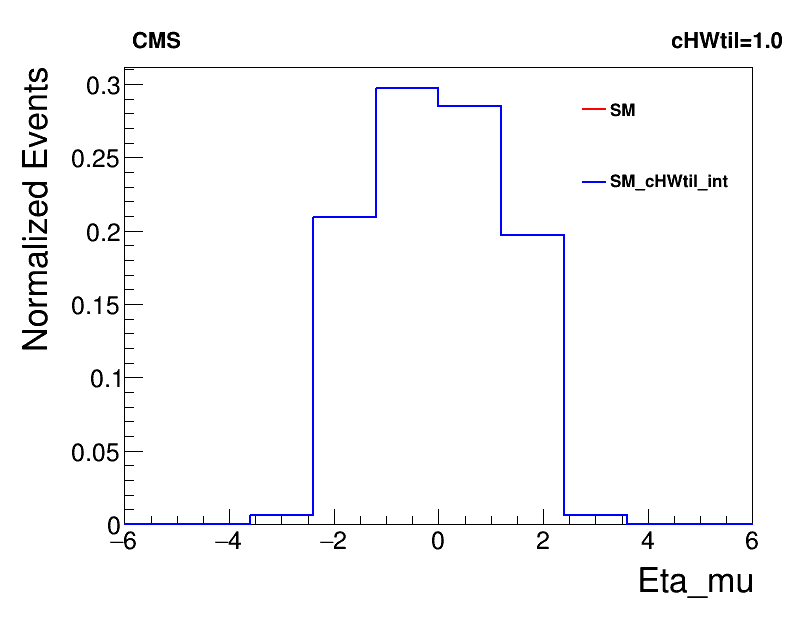 CMS
cHWtil=1.0
Normalized Events
0.3
0.25
0.2
0.15
0.1
0.05
0
SM
SM_cHWtil_int
−6 −4 −2 0 2 4 6
Eta_mu